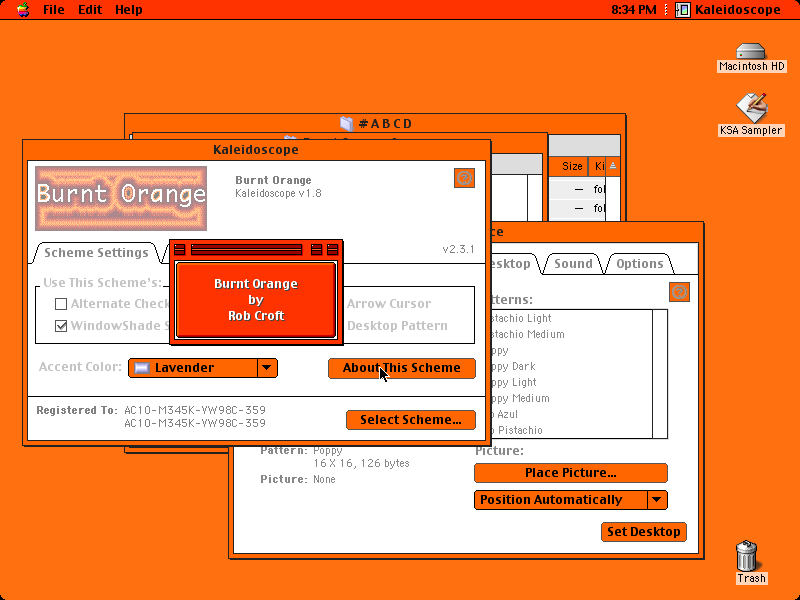 File Edit Help
8:34 PM Kaleidoscope
Macintosh HD
KSA Sampler
#ABCD
Size Ki
— fol
— fol
Kaleidoscope
Burnt Orange
Burnt Orange
Kaleidoscope v1.8
v2.3.1
Scheme Settings
Use This Scheme's:
Alternate Check
WindowShade S
Arrow Cursor
Desktop Pattern
Burnt Orange
by
Rob Croft
Accent Color: Lavender
About This Scheme
Registered To: AC10-M345K-YW98C-359
AC10-M345K-YW98C-359
Select Scheme...
ce
esktop Sound Options
tterns:
stachio Light
stachio Medium
ppy
ppy Dark
ppy Light
ppy Medium
o Azul
o Pistachio
Pattern: Poppy
16 X 16, 126 bytes
Picture: None
Picture:
Place Picture...
Position Automatically
Set Desktop
Trash